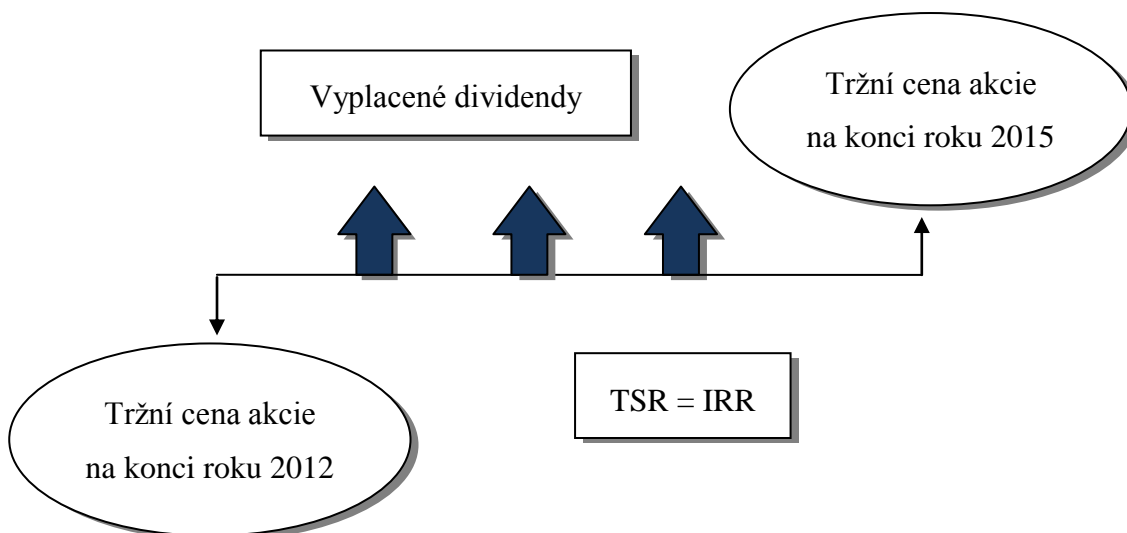 Vyplacené dividendy
Tržní cena akcie
na konci roku 2015
TSR = IRR
Tržní cena akcie
na konci roku 2012